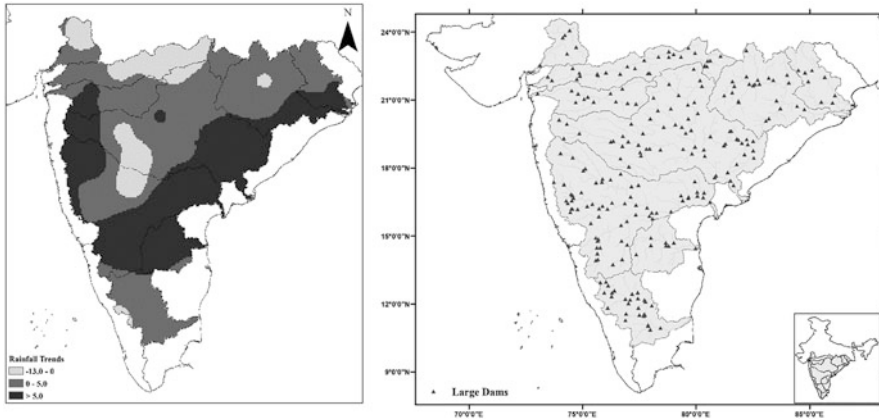 N
Rainfall Trends
-13.0 - 0
0 - 5.0
> 5.0
24°0'0"N
21°0'0"N
18°0'0"N
15°0'0"N
12°0'0"N
9°0'0"N
Large Dams
70°0'0"E
75°0'0"E
80°0'0"E
85°0'0"E